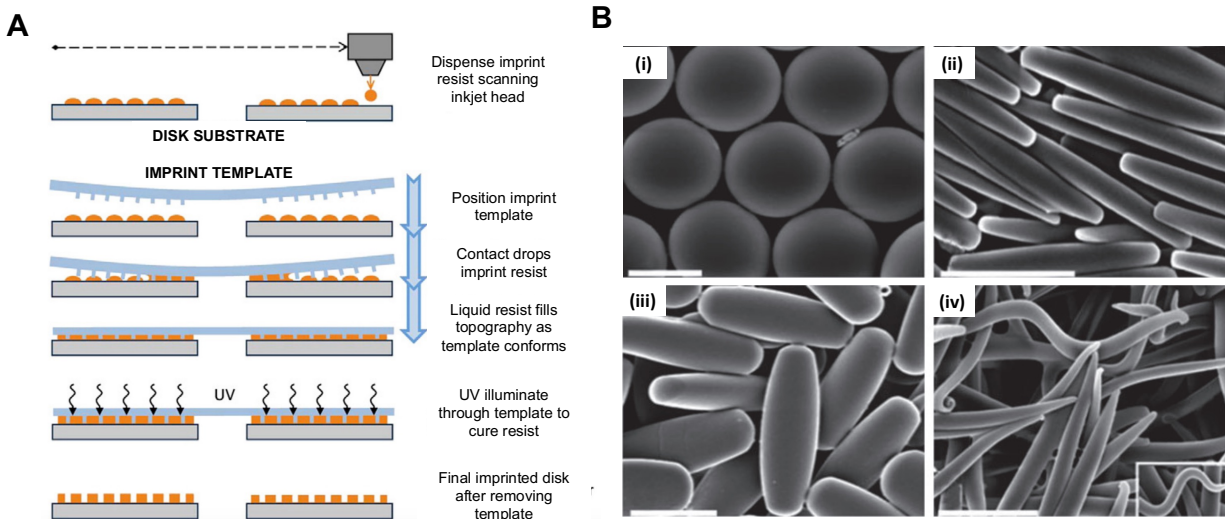 A
Dispense imprint
resist scanning
inkjet head
DISK SUBSTRATE
IMPRINT TEMPLATE
Position imprint
template
Contact drops
imprint resist
Liquid resist fills
topography as
template conforms
UV
UV illuminate
through template to
cure resist
Final imprinted disk
after removing
template
B
(i)
(ii)
(iii)
(iv)